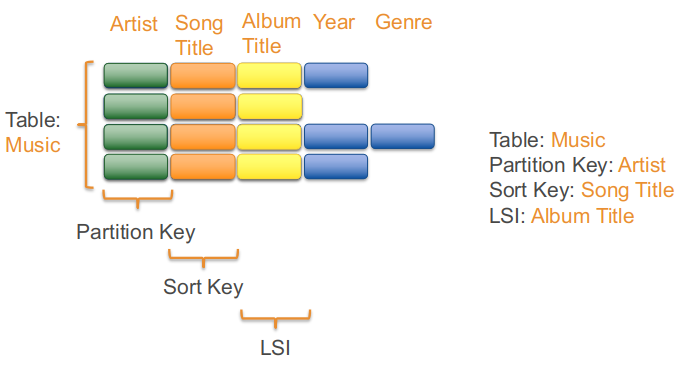 Artist Song Title Album Title Year Genre
Table:
Music
Partition Key
Sort Key
LSI
Table: Music
Partition Key: Artist
Sort Key: Song Title
LSI: Album Title